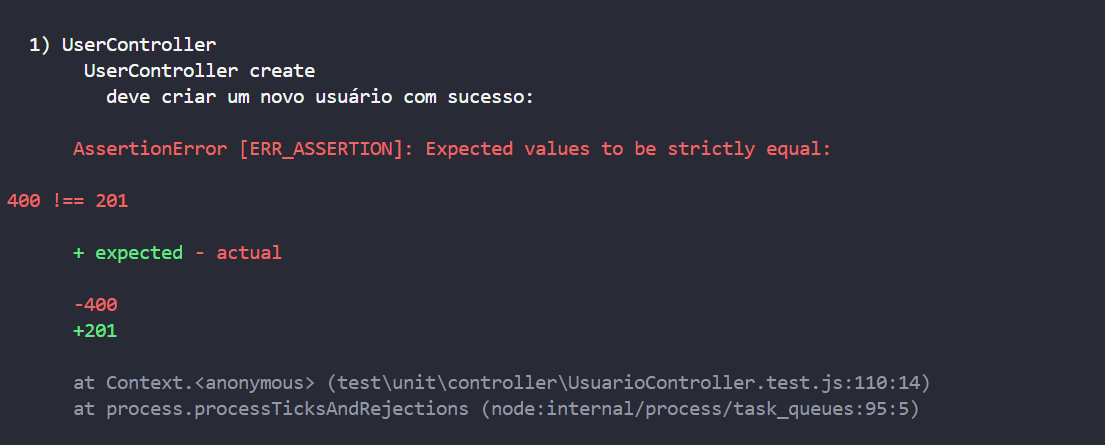 1) UserController
UserController create
deve criar um novo usuário com sucesso:
AssertionError [ERR_ASSERTION]: Expected values to be strictly equal:
400 !== 201
+ expected - actual
-400
+201
at Context.<anonymous> (test\unit\controller\UsuarioController.test.js:110:14)
at process.processTicksAndRejections (node:internal/process/task_queues:95:5)